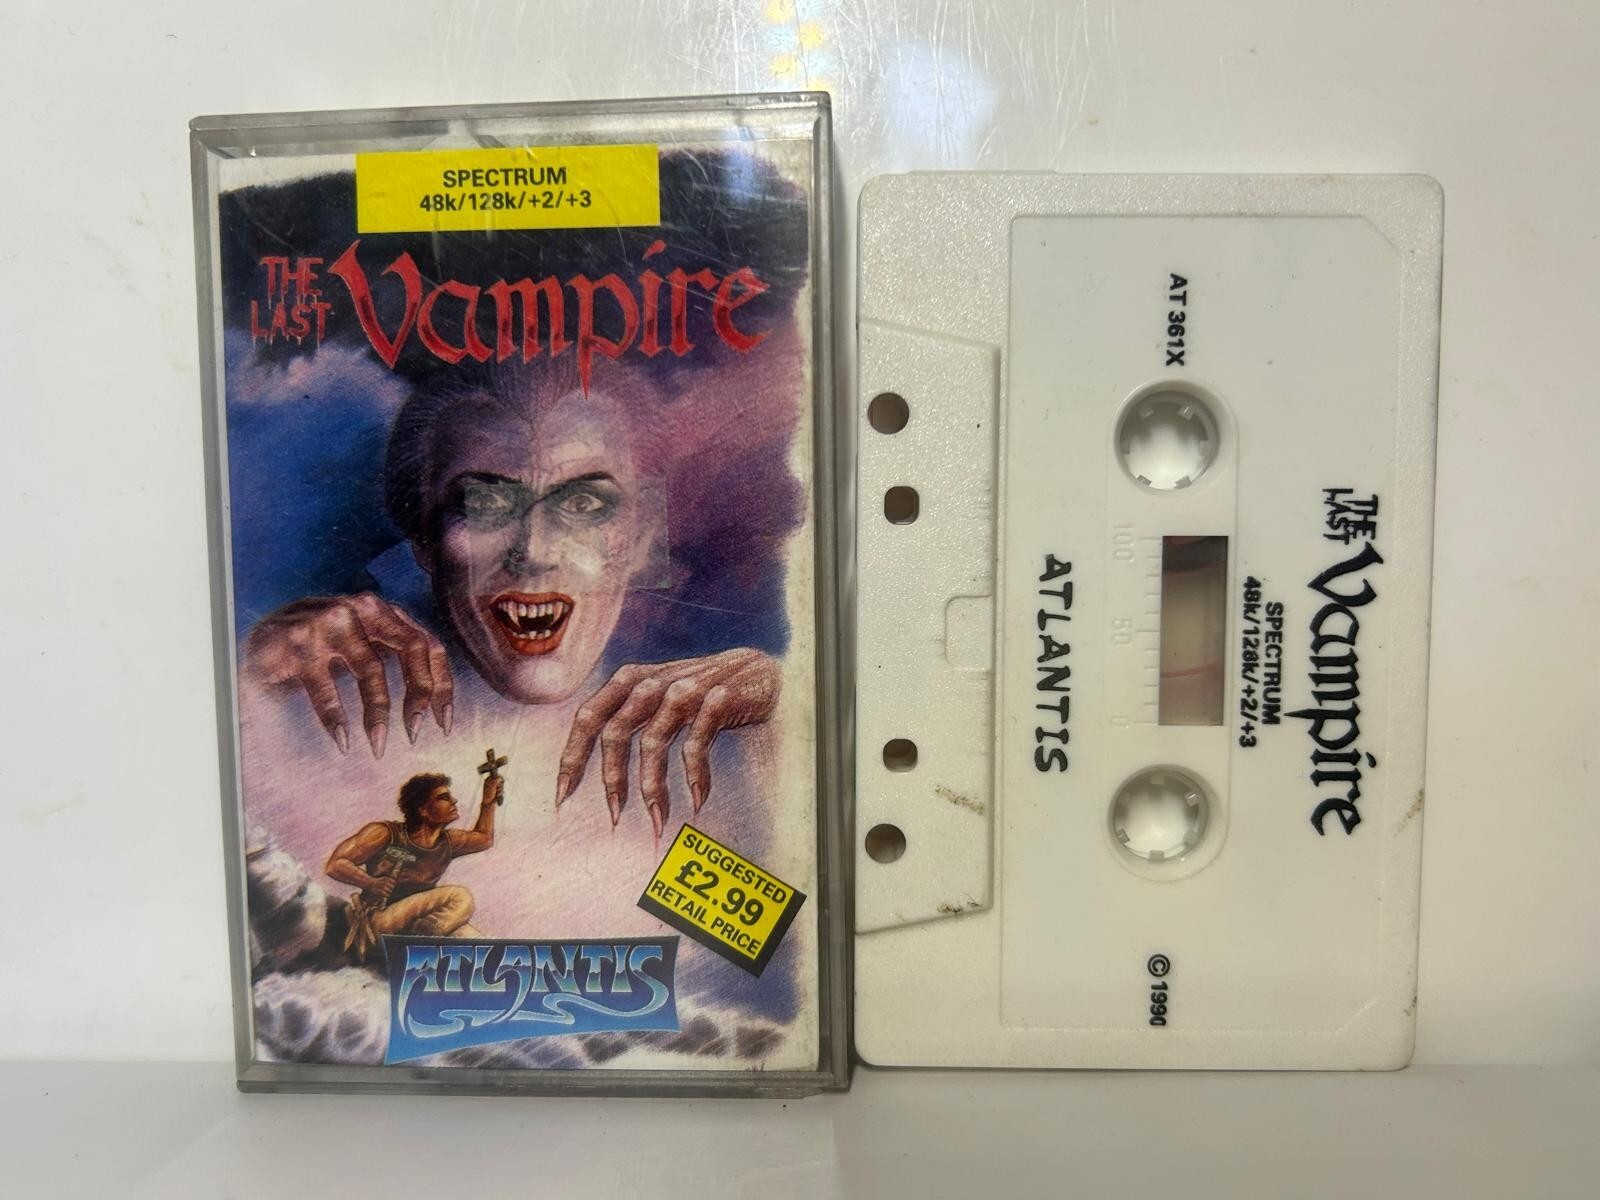 SPECTRUM
48k/128k/+2/+3
THE
LAST
Vampire
SUGGESTED
£2.99
RETAIL PRICE
ATLANTIS
THE
LAST
Vampire
SPECTRUM
48k/128k/+2/+3
AT 361X
100 50 0
© 1990
ATLANTIS